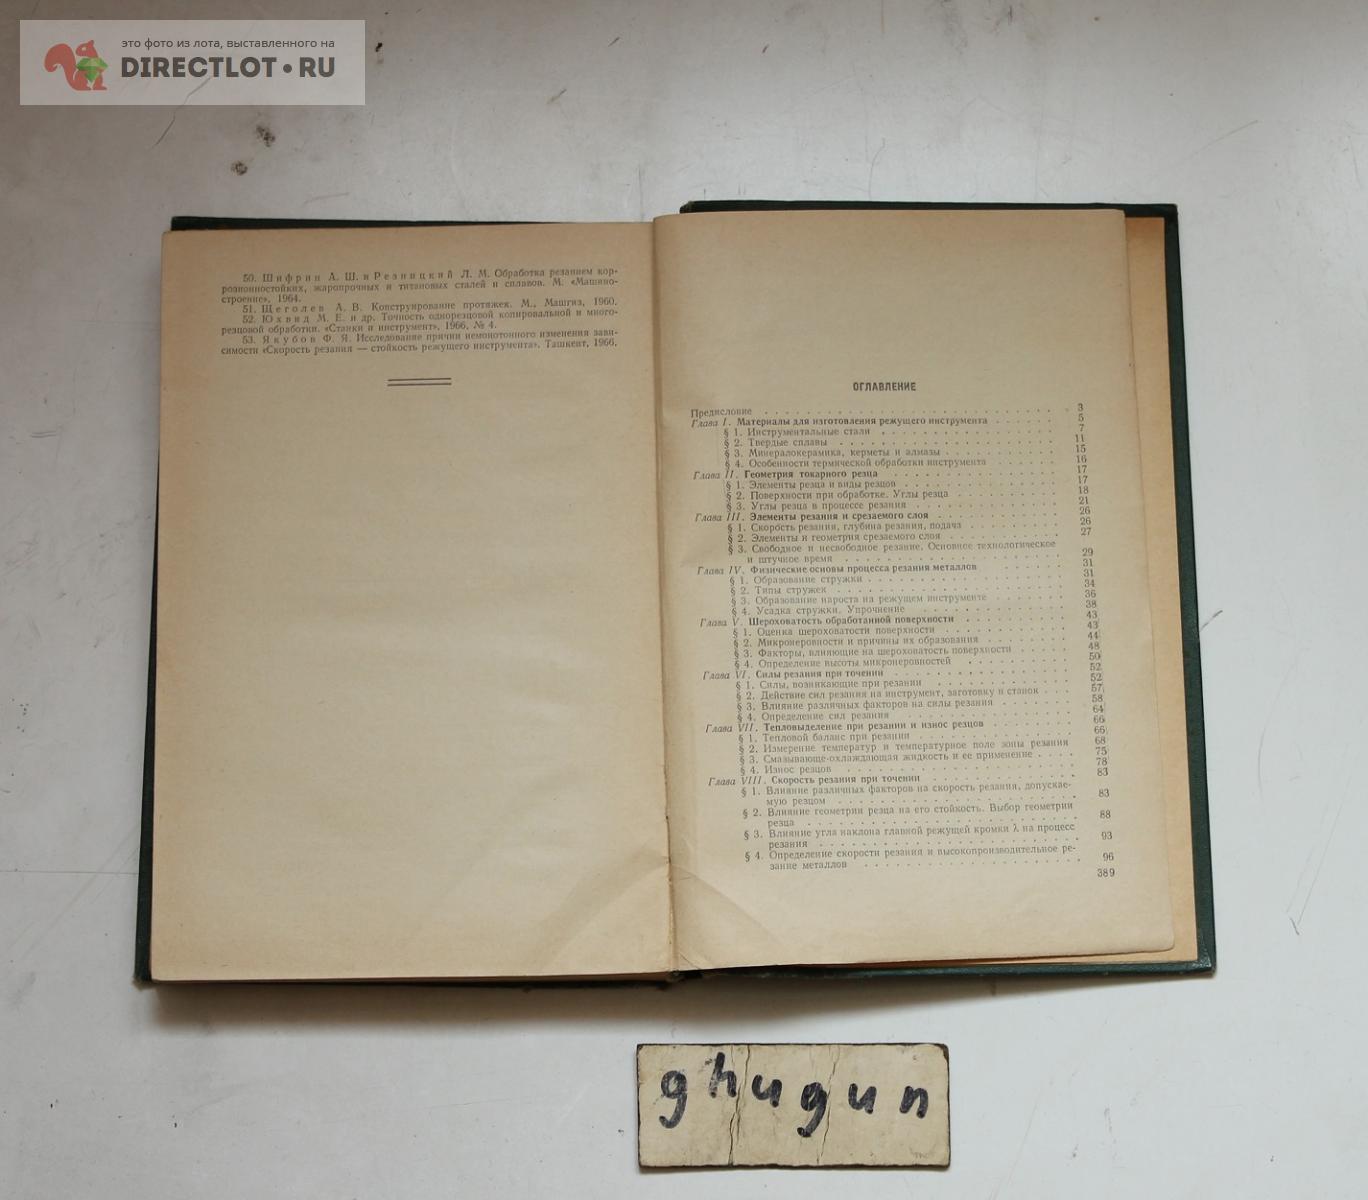 это фото из лота, выставленного на
DIRECTLOT•RU
50. Шифрин А. Ш. и Резницкий Л. М. Обработка резанием кор-
розионностойких, жаропрочных и титановых сталей и сплавов. М. «Машино-
строение», 1964.
51. Щеголев А. В. Конструирование протяжек. М., Машгиз, 1960.
52. Юхвид М. Е. и др. Точность однорезцовой копировальной и много-
резцовой обработки. «Станки и инструмент», 1966, № 4.
53. Якубов Ф. Я. Исследование причин немонотонного изменения зави-
симости «Скорость резания — стойкость режущего инструмента». Ташкент, 1966.
ОГЛАВЛЕНИЕ
Предисловие 3
Глава I. Материалы для изготовления режущего инструмента 5
§ 1. Инструментальные стали 7
§ 2. Твердые сплавы 11
§ 3. Минералокерамика, керметы и алмазы 15
§ 4. Особенности термической обработки инструмента 16
Глава II. Геометрия токарного резца 17
§ 1. Элементы резца и виды резцов 17
§ 2. Поверхности при обработке. Углы резца 18
§ 3. Углы резца в процессе резания 21
Глава III. Элементы резания и срезаемого слоя 26
§ 1. Скорость резания, глубина резания, подача 26
§ 2. Элементы и геометрия срезаемого слоя 27
§ 3. Свободное и несвободное резание. Основное технологическое
и штучное время 29
Глава IV. Физические основы процесса резания металлов 31
§ 1. Образование стружки 31
§ 2. Типы стружек 34
§ 3. Образование нароста на режущем инструменте 36
§ 4. Усадка стружки. Упрочнение 38
Глава V. Шероховатость обработанной поверхности 43
§ 1. Оценка шероховатости поверхности 43
§ 2. Микронеровности и причины их образования 44
§ 3. Факторы, влияющие на шероховатость поверхности 48
§ 4. Определение высоты микронеровностей 50
Глава VI. Силы резания при точении 52
§ 1. Силы, возникающие при резании 52
§ 2. Действие сил резания на инструмент, заготовку и станок 57
§ 3. Влияние различных факторов на силы резания 58
§ 4. Определение сил резания 64
Глава VII. Тепловыделение при резании и износ резцов 66
§ 1. Тепловой баланс при резании 66
§ 2. Измерение температур и температурное поле зоны резания 68
§ 3. Смазывающе-охлаждающая жидкость и ее применение 75
§ 4. Износ резцов 78
Глава VIII. Скорость резания при точении 83
§ 1. Влияние различных факторов на скорость резания, допускае-
мую резцом 83
§ 2. Влияние геометрии резца на его стойкость. Выбор геометрии
резца 88
§ 3. Влияние угла наклона главной режущей кромки λ на процесс
резания 93
§ 4. Определение скорости резания и высокопроизводительное ре-
зание металлов 96
389
ghugun